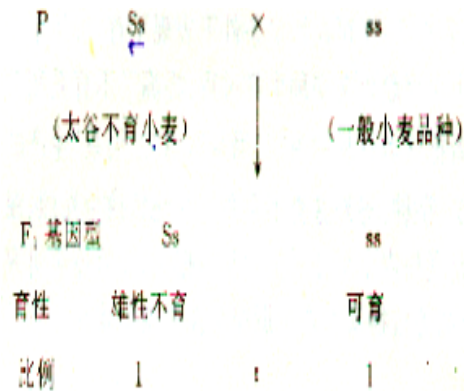 P Ss × ss
(太谷不育小麦) (一般小麦品种)
F₁ 基因型 Ss ss
育性 雄性不育 可育
比例 1 : 1